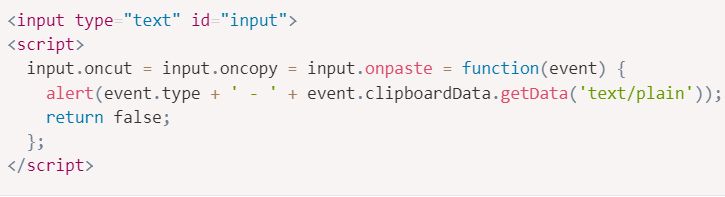 <input type="text" id="input">
<script>
  input.oncut = input.oncopy = input.onpaste = function(event) {
    alert(event.type + ' - ' + event.clipboardData.getData('text/plain'));
    return false;
  };
</script>